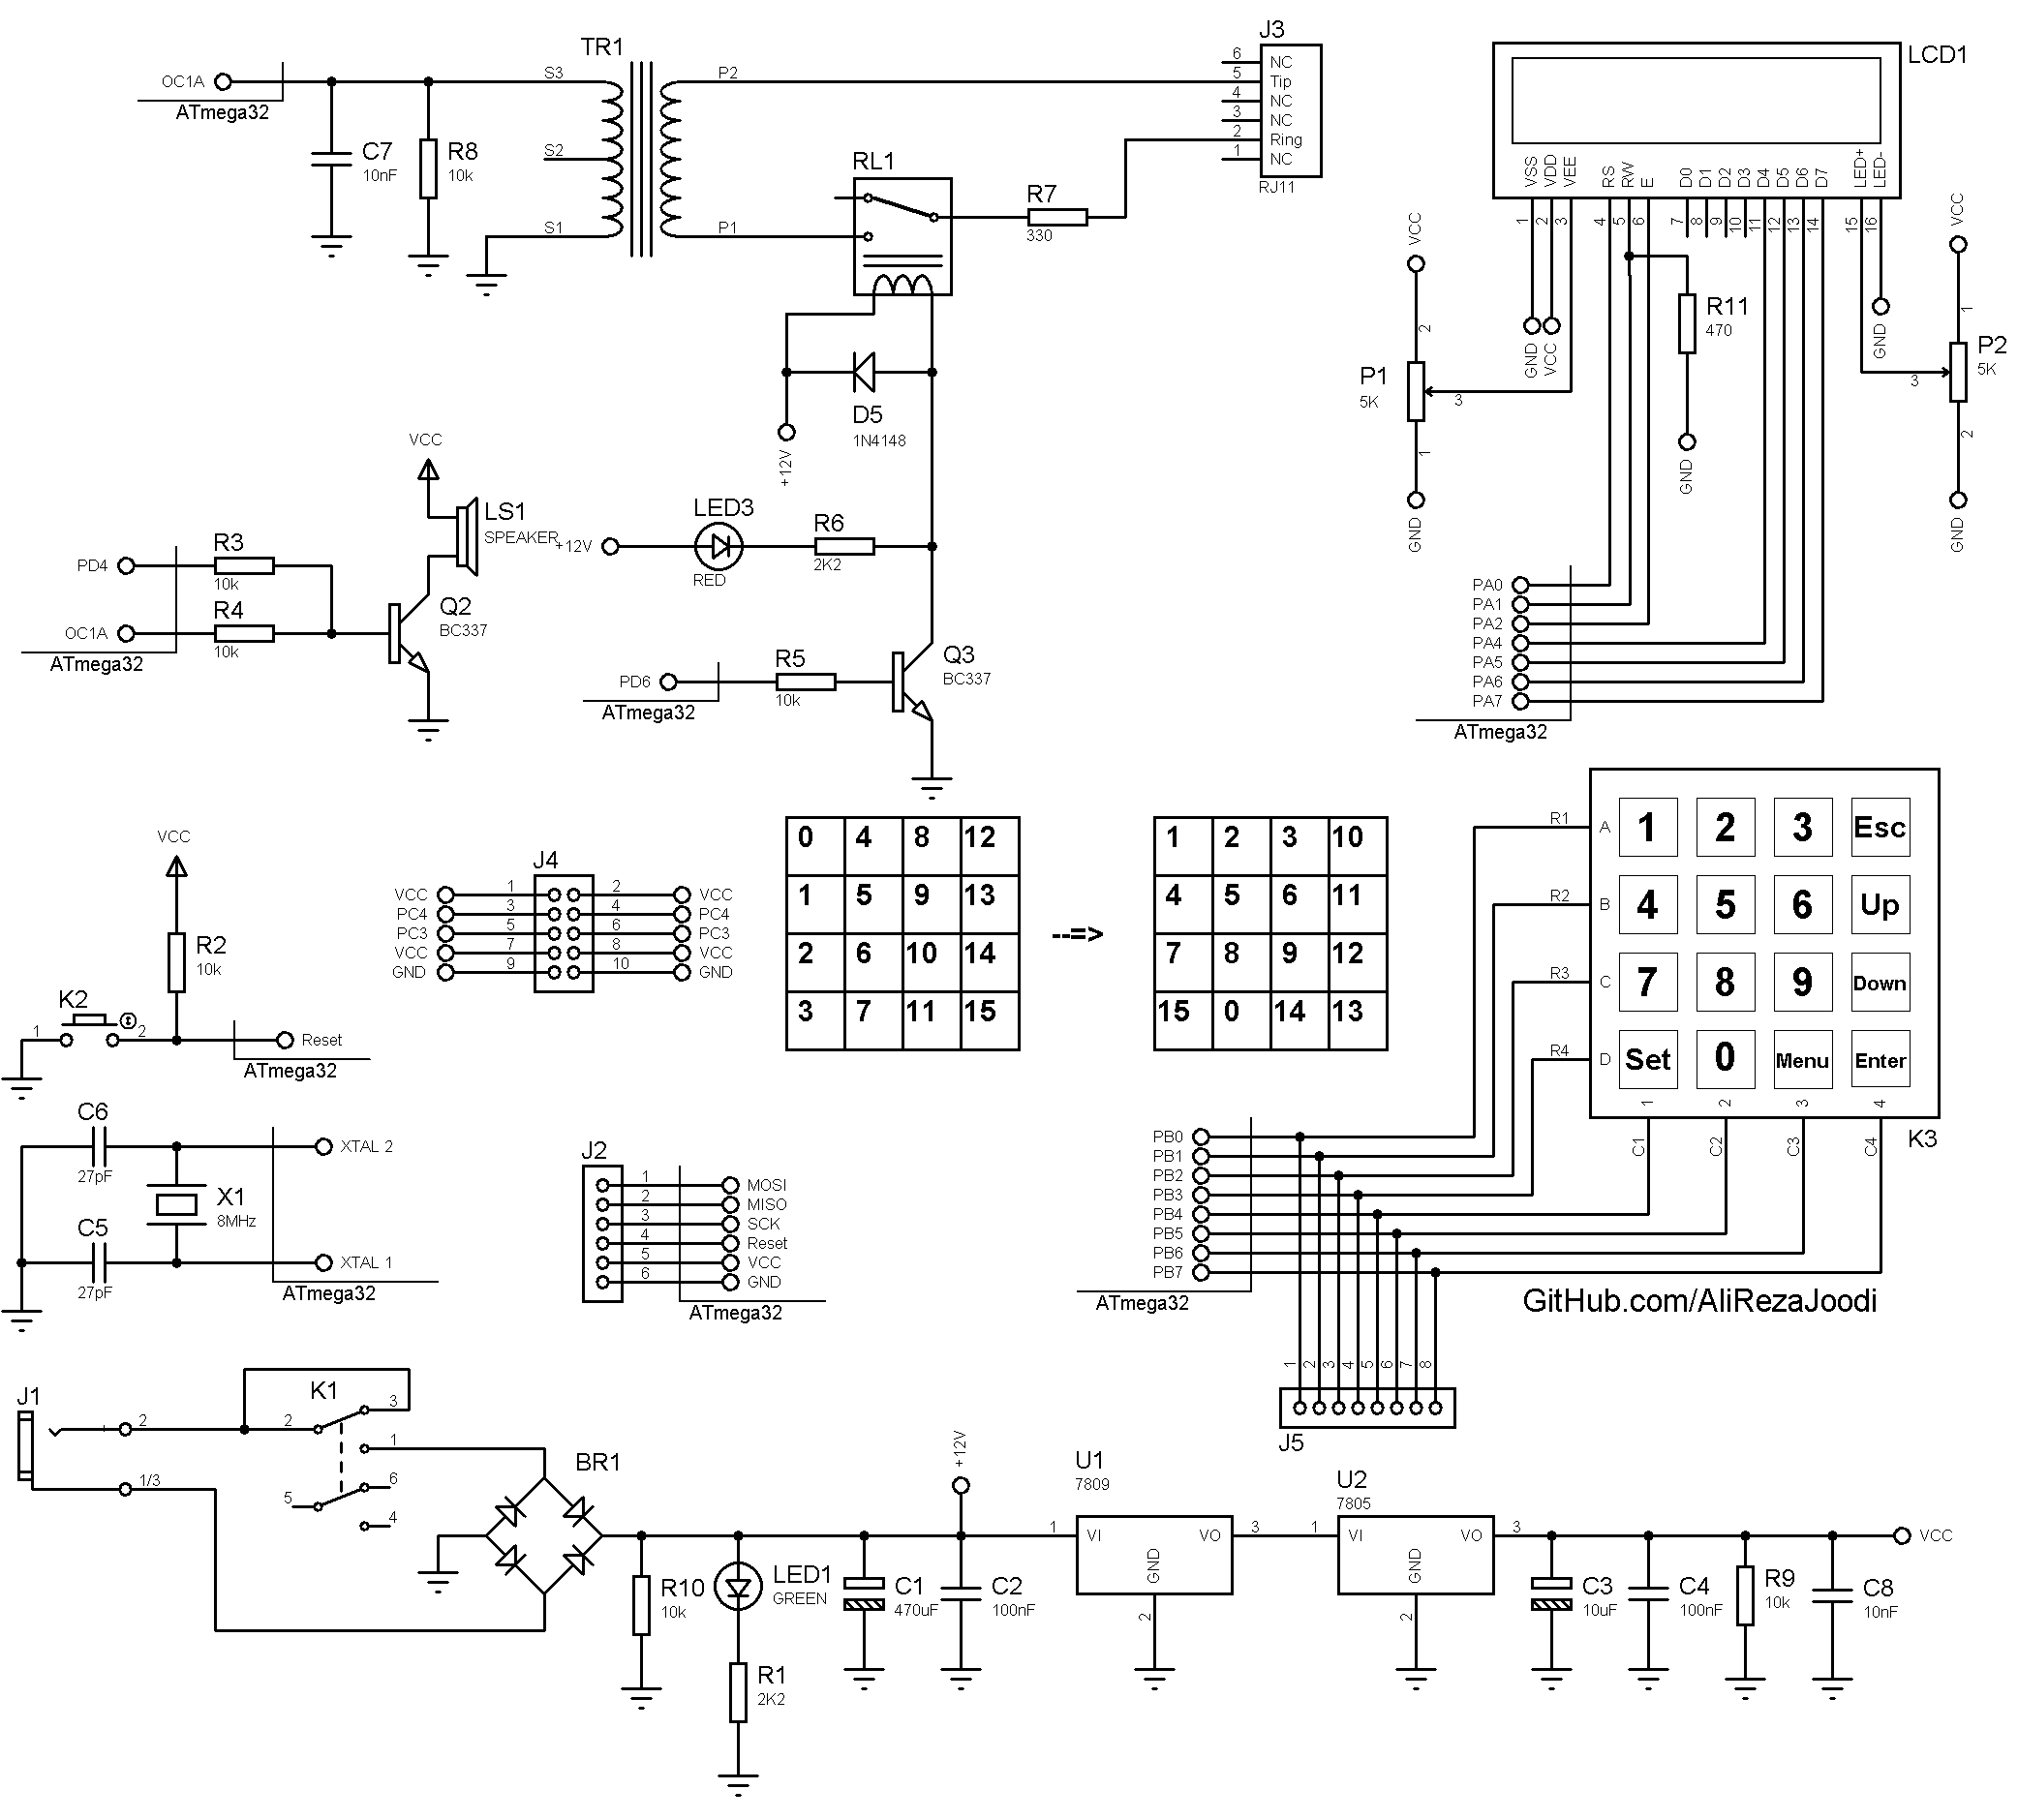 OC1A
ATmega32
C7
10nF
R8
10k
TR1
S3
S2
S1
P2
P1
RL1
R7
330
J3
6 NC
5 Tip
4 NC
3 NC
2 Ring
1 NC
RJ11
LCD1
VSS VDD VEE RS RW E D0 D1 D2 D3 D4 D5 D6 D7 LED+ LED-
1 2 3 4 5 6 7 8 9 10 11 12 13 14 15 16
VCC
2
P1
5K
3
1
GND
GND
VCC
R11
470
GND
GND
VCC
1
P2
5K
3
2
GND
D5
1N4148
+12V
VCC
LS1
SPEAKER
PD4
R3
10k
OC1A
R4
10k
ATmega32
Q2
BC337
+12V
LED3
RED
R6
2K2
PD6
ATmega32
R5
10k
Q3
BC337
PA0
PA1
PA2
PA4
PA5
PA6
PA7
ATmega32
VCC
R2
10k
K2
1
2
Reset
ATmega32
J4
VCC 1 2 VCC
PC4 3 4 PC4
PC3 5 6 PC3
VCC 7 8 VCC
GND 9 10 GND
0 4 8 12
1 5 9 13
2 6 10 14
3 7 11 15
--=>
1 2 3 10
4 5 6 11
7 8 9 12
15 0 14 13
R1 A 1 2 3 Esc
R2 B 4 5 6 Up
R3 C 7 8 9 Down
R4 D Set 0 Menu Enter
1 2 3 4
C1 C2 C3 C4
K3
C6
27pF
XTAL 2
X1
8MHz
C5
27pF
XTAL 1
ATmega32
J2
1 MOSI
2 MISO
3 SCK
4 Reset
5 VCC
6 GND
ATmega32
PB0
PB1
PB2
PB3
PB4
PB5
PB6
PB7
ATmega32
GitHub.com/AliRezaJoodi
1 2 3 4 5 6 7 8
J5
J1
2
1/3
K1
2
3
1
5
6
4
BR1
R10
10k
LED1
GREEN
R1
2K2
C1
470uF
+12V
C2
100nF
U1
7809
1 VI VO 3
GND
2
U2
7805
1 VI VO 3
GND
2
C3
10uF
C4
100nF
R9
10k
C8
10nF
VCC